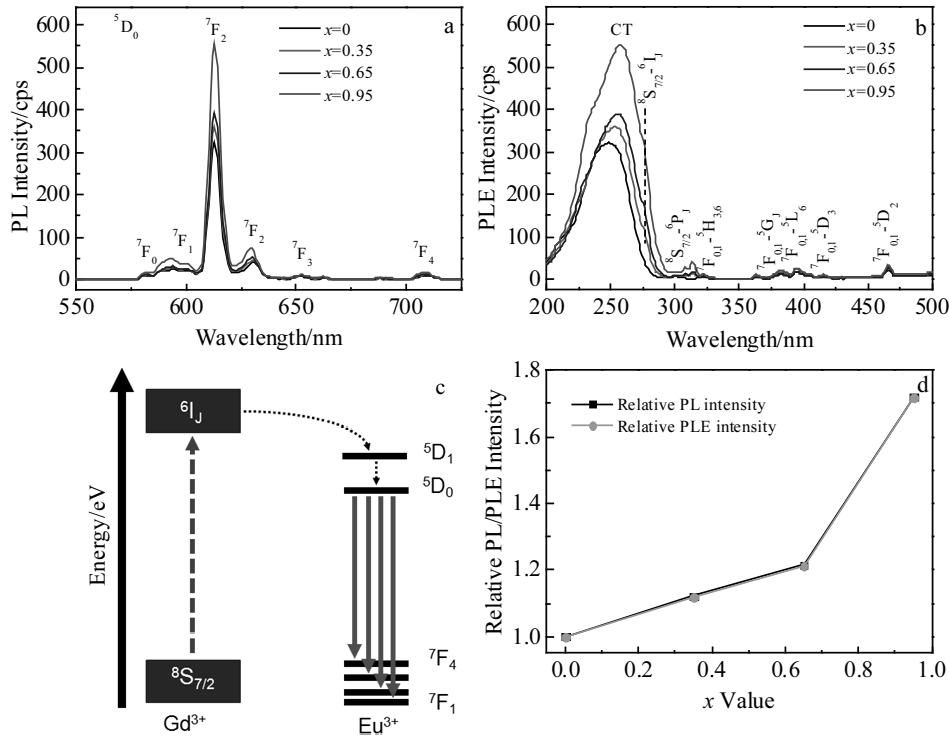 a
⁵D₀
⁷F₂
x=0
x=0.35
x=0.65
x=0.95
⁷F₀
⁷F₁
⁷F₂
⁷F₃
⁷F₄
600
500
400
300
200
100
0
PL Intensity/cps
550
600
650
700
Wavelength/nm
b
CT
x=0
x=0.35
x=0.65
x=0.95
⁸S₇/₂-⁶I_J
⁸S₇/₂-⁶P_J
⁷F₀,₁-⁵H₃,₆
⁷F₀,₁-⁵G_J
⁷F₀,₁-⁵L₆
⁷F₀,₁-⁵D₃
⁷F₀,₁-⁵D₂
600
500
400
300
200
100
0
PLE Intensity/cps
200
250
300
350
400
450
500
Wavelength/nm
c
Energy/eV
⁶I_J
⁵D₁
⁵D₀
⁸S₇/₂
⁷F₄
⁷F₁
Gd³⁺
Eu³⁺
d
Relative PL intensity
Relative PLE intensity
1.8
1.6
1.4
1.2
1.0
Relative PL/PLE Intensity
0.0
0.2
0.4
0.6
0.8
1.0
x Value